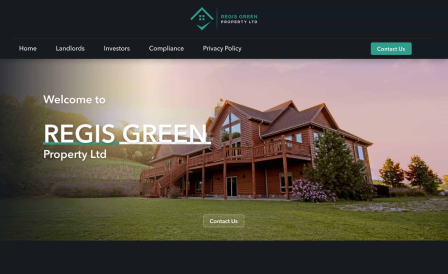 REGIS GREEN
PROPERTY LTD
Home Landlords Investors Compliance Privacy Policy Contact Us
Welcome to
REGIS GREEN
Property Ltd
Contact Us